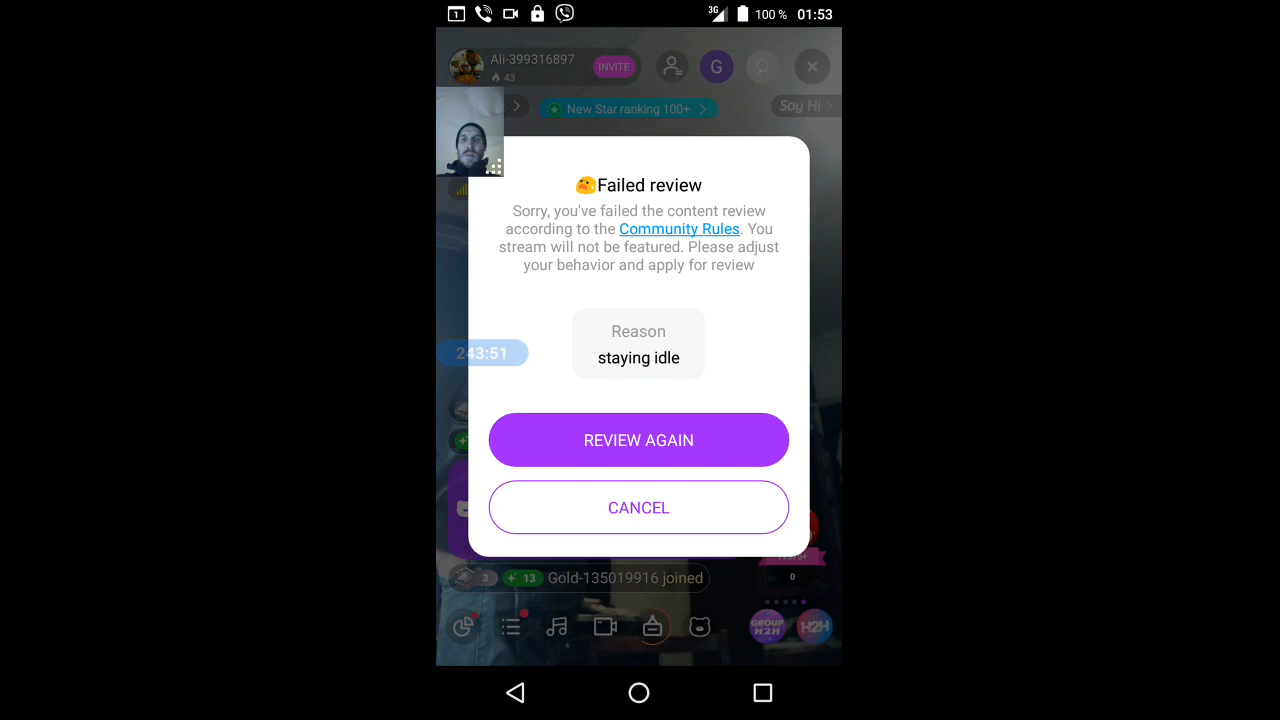 1
3G
100 %
01:53
Ali-399316897
43
INVITE
G
New Star ranking 100+
Say Hi
Failed review
Sorry, you've failed the content review
according to the Community Rules. You
stream will not be featured. Please adjust
your behavior and apply for review
Reason
staying idle
243:51
REVIEW AGAIN
CANCEL
3
13
Gold-135019916 joined
0
GROUP
H2H
H2H